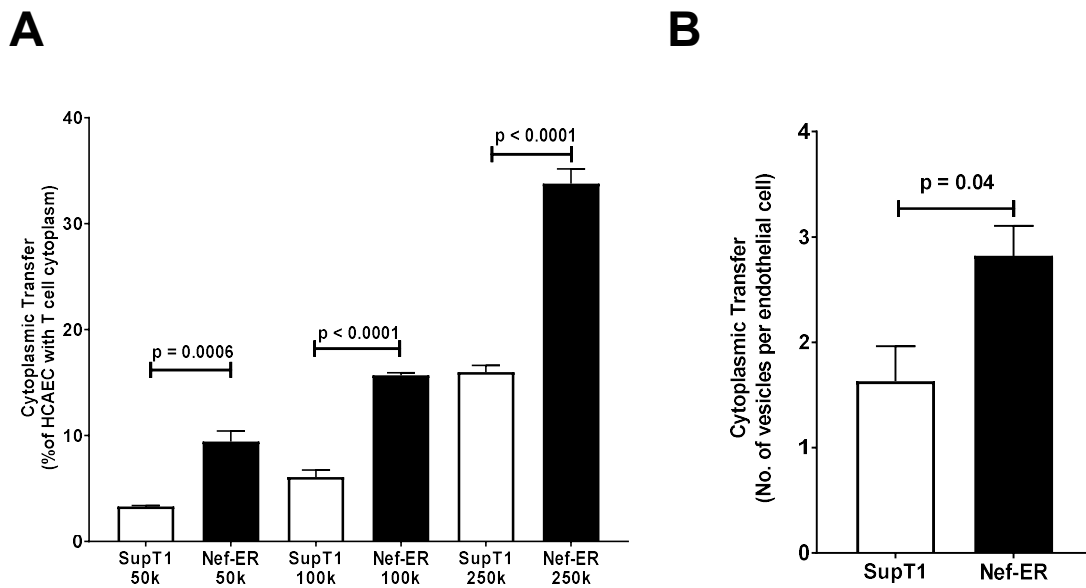 A
Cytoplasmic Transfer
(%of HCAEC with T cell cytoplasm)
40
30
20
10
0
p = 0.0006
p < 0.0001
p < 0.0001
SupT1
50k
Nef-ER
50k
SupT1
100k
Nef-ER
100k
SupT1
250k
Nef-ER
250k
B
Cytoplasmic Transfer
(No. of vesicles per endothelial cell)
4
3
2
1
0
p = 0.04
SupT1
Nef-ER